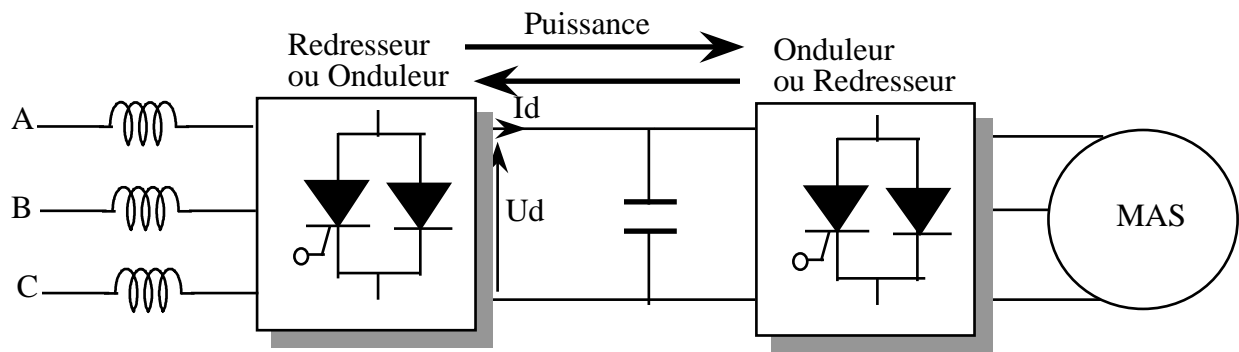 Puissance
Redresseur
ou Onduleur
Onduleur
ou Redresseur
Id
A
B
C
Ud
MAS